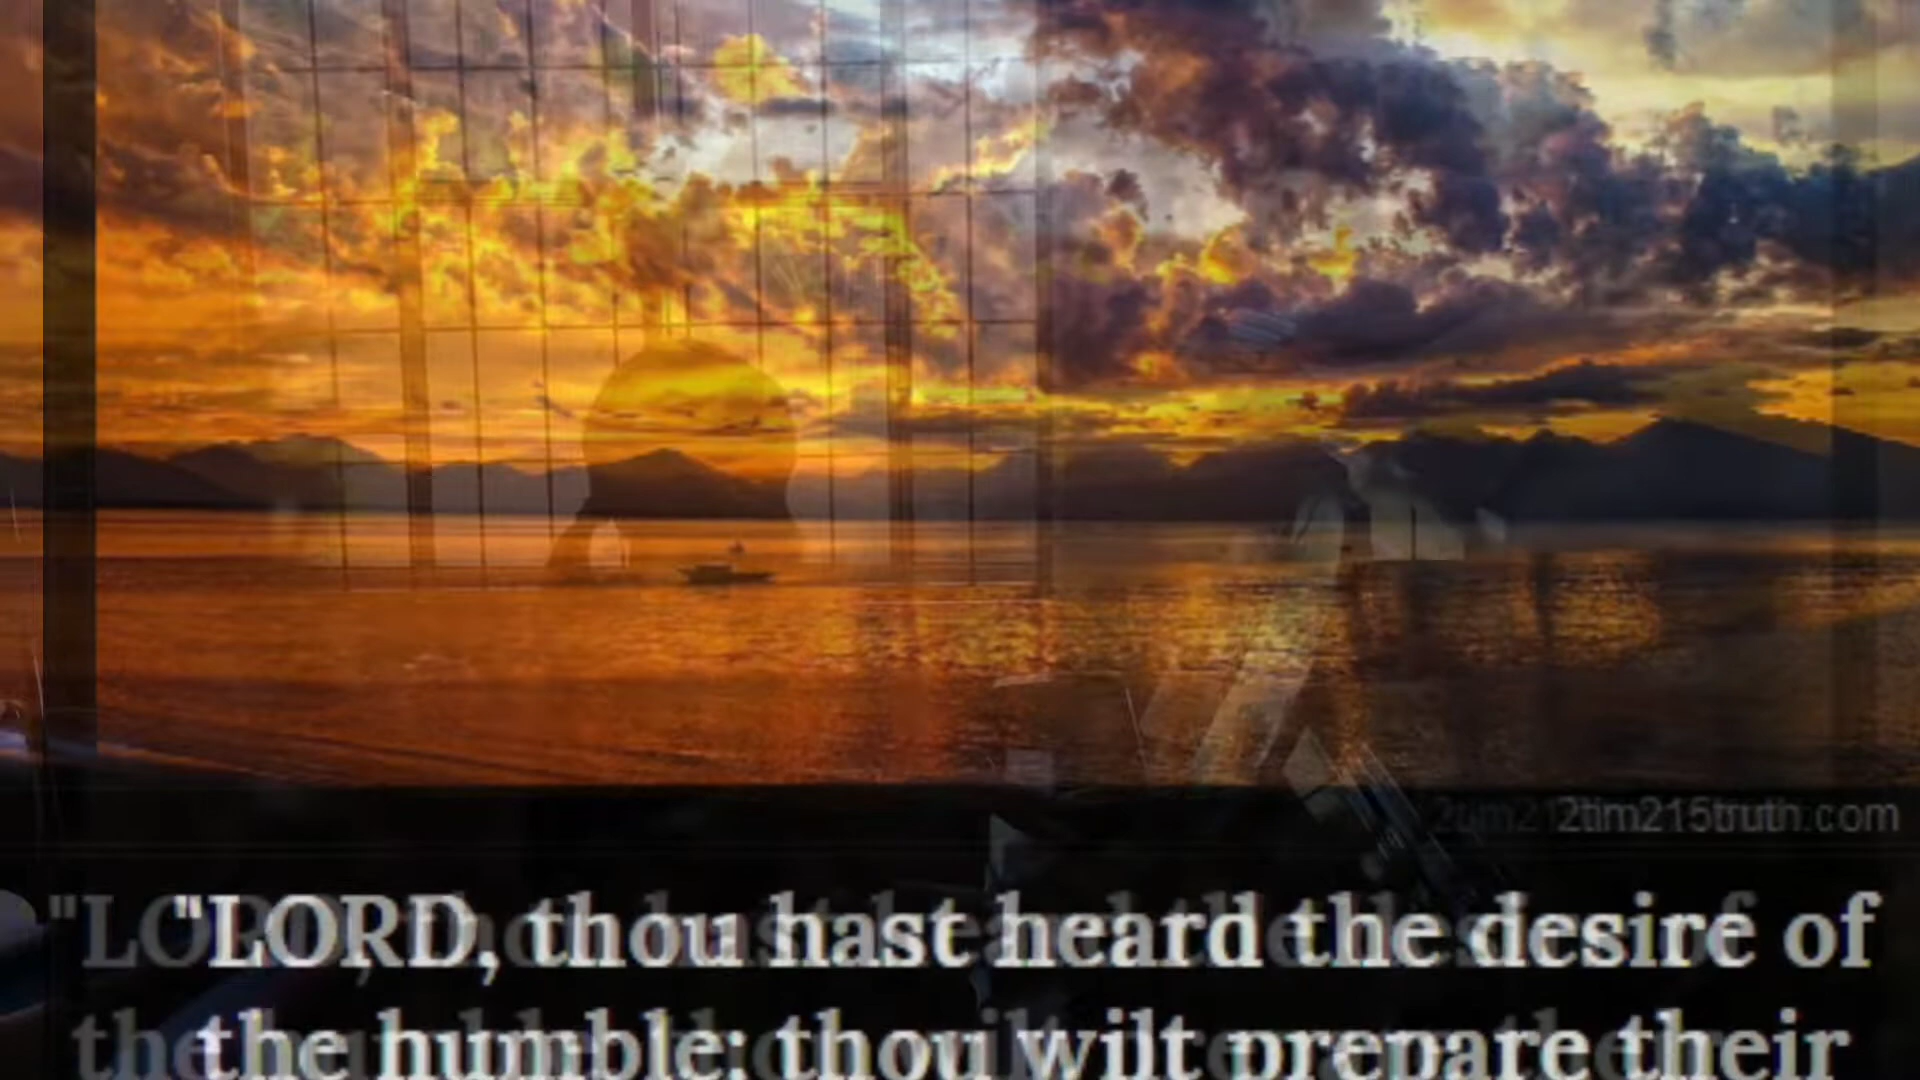 2tim215truth.com
"LORD, thou hast heard the desire of
the humble: thou wilt prepare their